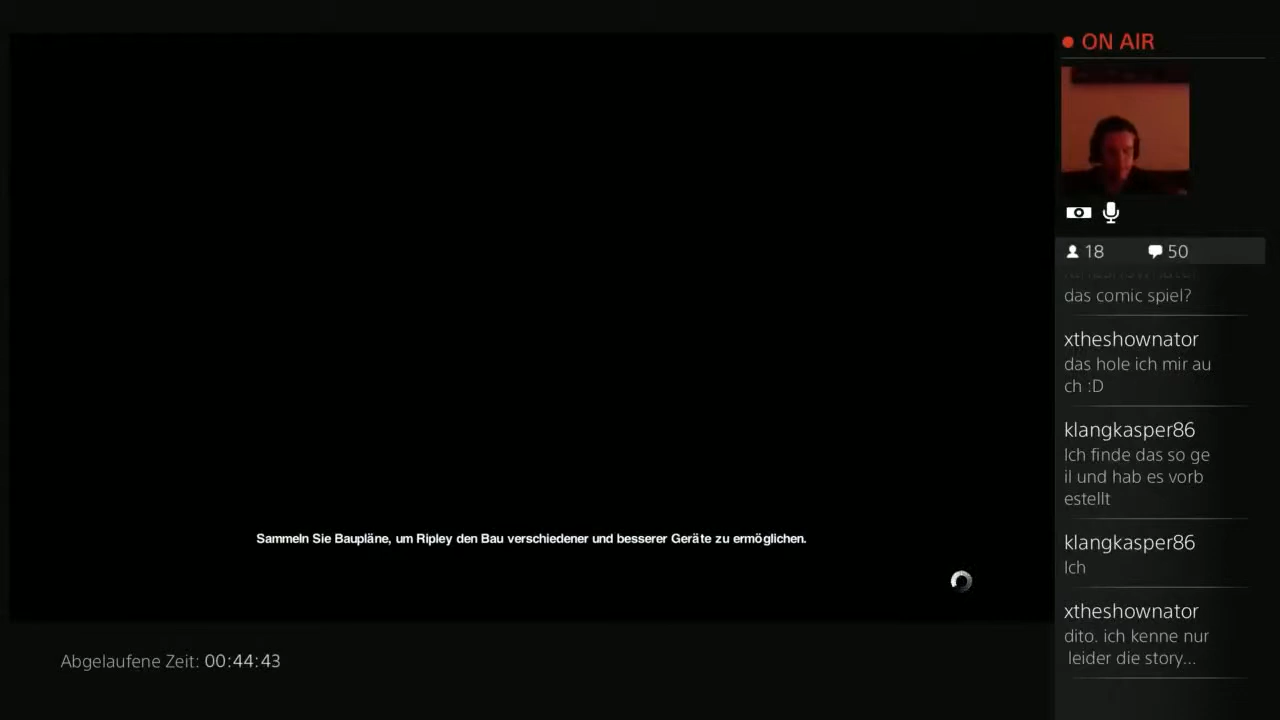 ON AIR
18 50
das comic spiel?
xtheshownator
das hole ich mir au
ch :D
klangkasper86
Ich finde das so ge
il und hab es vorb
estellt
klangkasper86
Ich
xtheshownator
dito. ich kenne nur
leider die story...
Sammeln Sie Baupläne, um Ripley den Bau verschiedener und besserer Geräte zu ermöglichen.
Abgelaufene Zeit: 00:44:43